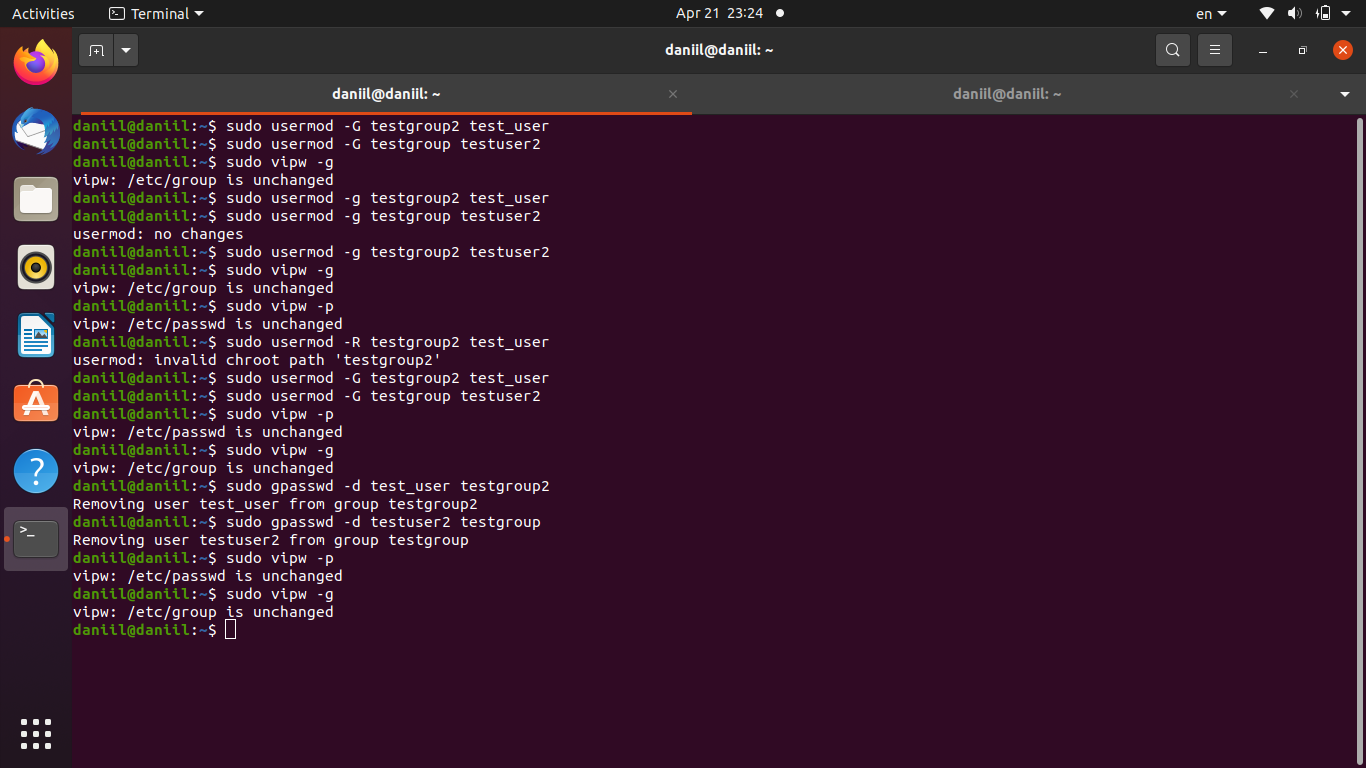 Activities
Terminal
Apr 21 23:24
en
daniil@daniil: ~
daniil@daniil: ~
daniil@daniil: ~
daniil@daniil:~$ sudo usermod -G testgroup2 test_user
daniil@daniil:~$ sudo usermod -G testgroup testuser2
daniil@daniil:~$ sudo vipw -g
vipw: /etc/group is unchanged
daniil@daniil:~$ sudo usermod -g testgroup2 test_user
daniil@daniil:~$ sudo usermod -g testgroup testuser2
usermod: no changes
daniil@daniil:~$ sudo usermod -g testgroup2 testuser2
daniil@daniil:~$ sudo vipw -g
vipw: /etc/group is unchanged
daniil@daniil:~$ sudo vipw -p
vipw: /etc/passwd is unchanged
daniil@daniil:~$ sudo usermod -R testgroup2 test_user
usermod: invalid chroot path 'testgroup2'
daniil@daniil:~$ sudo usermod -G testgroup2 test_user
daniil@daniil:~$ sudo usermod -G testgroup testuser2
daniil@daniil:~$ sudo vipw -p
vipw: /etc/passwd is unchanged
daniil@daniil:~$ sudo vipw -g
vipw: /etc/group is unchanged
daniil@daniil:~$ sudo gpasswd -d test_user testgroup2
Removing user test_user from group testgroup2
daniil@daniil:~$ sudo gpasswd -d testuser2 testgroup
Removing user testuser2 from group testgroup
daniil@daniil:~$ sudo vipw -p
vipw: /etc/passwd is unchanged
daniil@daniil:~$ sudo vipw -g
vipw: /etc/group is unchanged
daniil@daniil:~$